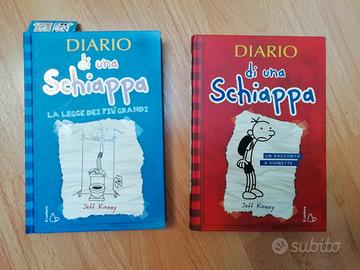 DIARIO
di una
Schiappa
LA LEGGE DEI PIÙ GRANDI
Jeff Kinney
DIARIO
di una
Schiappa
UN RACCONTO
A VIGNETTE
Jeff Kinney
subito